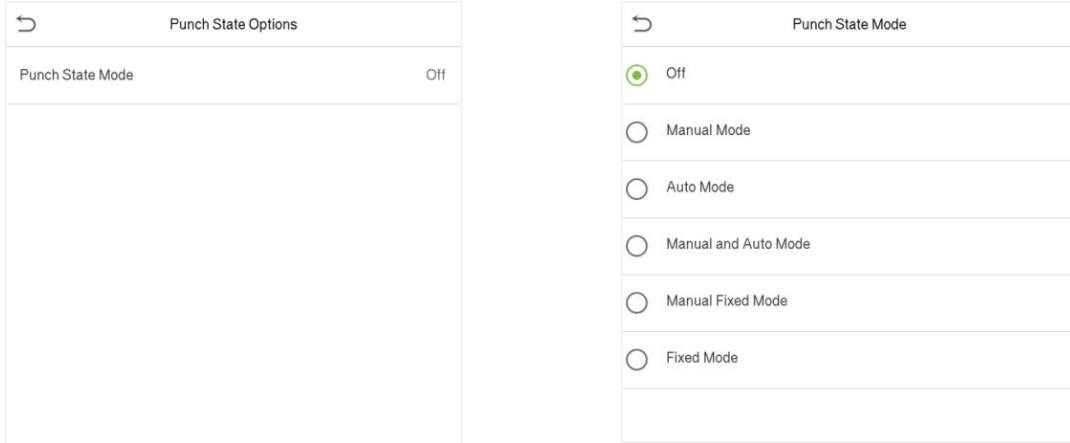 Punch State Options
Punch State Mode Off
Punch State Mode
Off
Manual Mode
Auto Mode
Manual and Auto Mode
Manual Fixed Mode
Fixed Mode